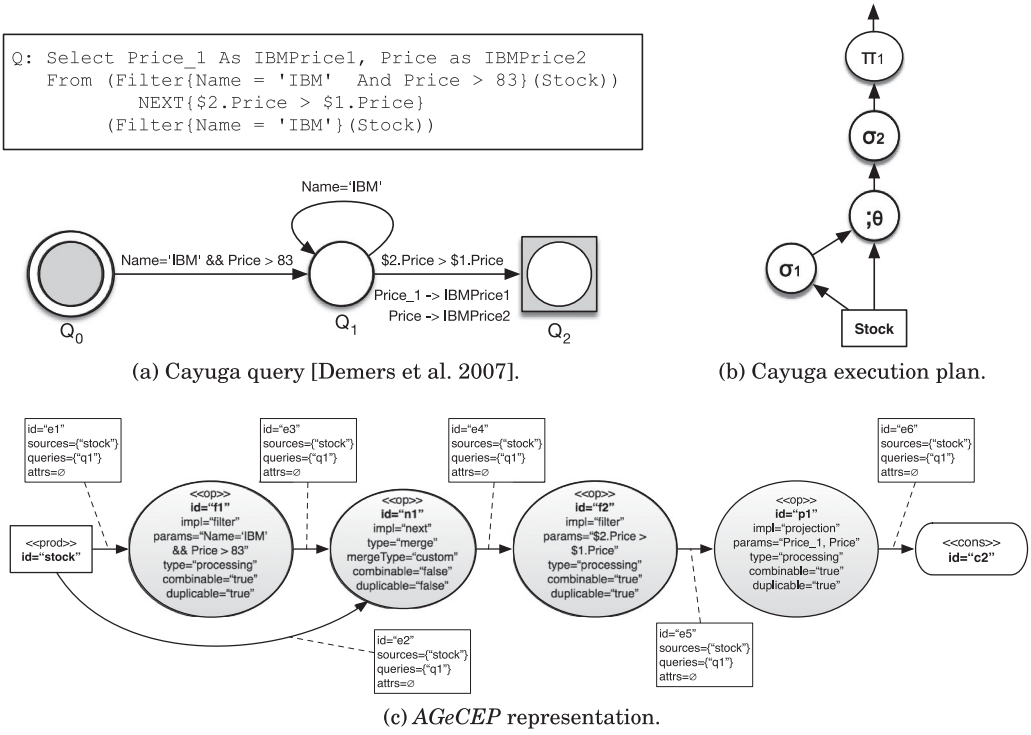 Q: Select Price_1 As IBMPrice1, Price as IBMPrice2
From (Filter{Name = 'IBM' And Price > 83}(Stock))
NEXT{$2.Price > $1.Price}
(Filter{Name = 'IBM'}(Stock))
Name='IBM'
Name='IBM' && Price > 83
$2.Price > $1.Price
Price_1 -> IBMPrice1
Price -> IBMPrice2
Q0
Q1
Q2
(a) Cayuga query [Demers et al. 2007].
Π1
σ2
;θ
σ1
Stock
(b) Cayuga execution plan.
id="e1"
sources={"stock"}
queries={"q1"}
attrs=∅
id="e3"
sources={"stock"}
queries={"q1"}
attrs=∅
id="e4"
sources={"stock"}
queries={"q1"}
attrs=∅
id="e6"
sources={"stock"}
queries={"q1"}
attrs=∅
<<prod>>
id="stock"
<<op>>
id="f1"
impl="filter"
params="Name='IBM'
&& Price > 83"
type="processing"
combinable="true"
duplicable="true"
<<op>>
id="n1"
impl="next"
type="merge"
mergeType="custom"
combinable="false"
duplicable="false"
<<op>>
id="f2"
impl="filter"
params="$2.Price >
$1.Price"
type="processing"
combinable="true"
duplicable="true"
<<op>>
id="p1"
impl="projection"
params="Price_1, Price"
type="processing"
combinable="true"
duplicable="true"
<<cons>>
id="c2"
id="e2"
sources={"stock"}
queries={"q1"}
attrs=∅
id="e5"
sources={"stock"}
queries={"q1"}
attrs=∅
(c) AGeCEP representation.